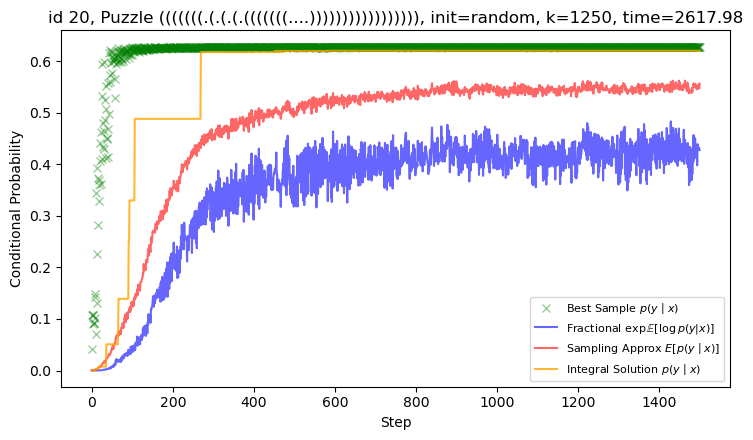 id 20, Puzzle (((((((.(.(.(.(((((((....))))))))))))))))), init=random, k=1250, time=2617.98
Conditional Probability
0.6
0.5
0.4
0.3
0.2
0.1
0.0
Best Sample p(y | x)
Fractional exp𝔼[log p(y|x)]
Sampling Approx E[p(y | x)]
Integral Solution p(y | x)
0 200 400 600 800 1000 1200 1400
Step